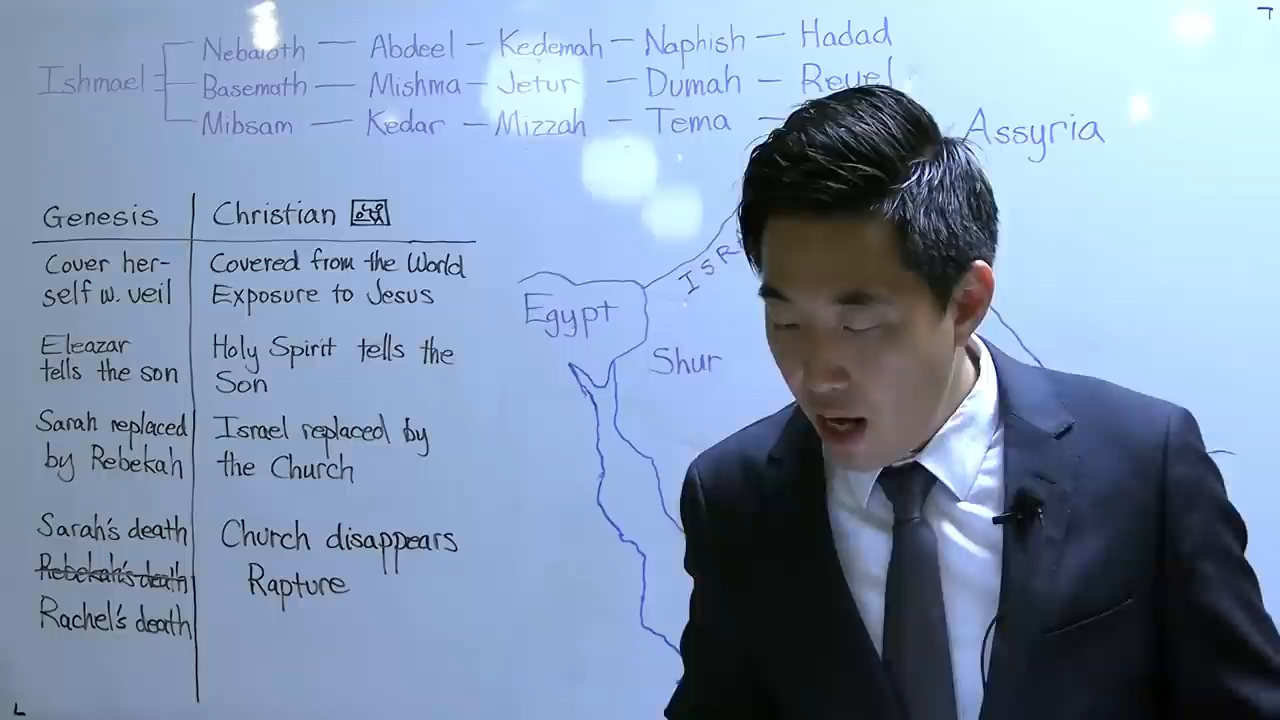 Nebaioth — Abdeel — Kedemah — Naphish — Hadad
Ishmael
Basemath — Mishma — Jetur — Dumah — Reuel
Mibsam — Kedar — Mizzah — Tema —
Assyria
Genesis
Christian
Cover her-
self w. veil
Covered from the World
Exposure to Jesus
Eleazar
tells the son
Holy Spirit tells the
Son
Sarah replaced
by Rebekah
Israel replaced by
the Church
Sarah's death
Rebekah's death
Rachel's death
Church disappears
Rapture
ISR
Egypt
Shur